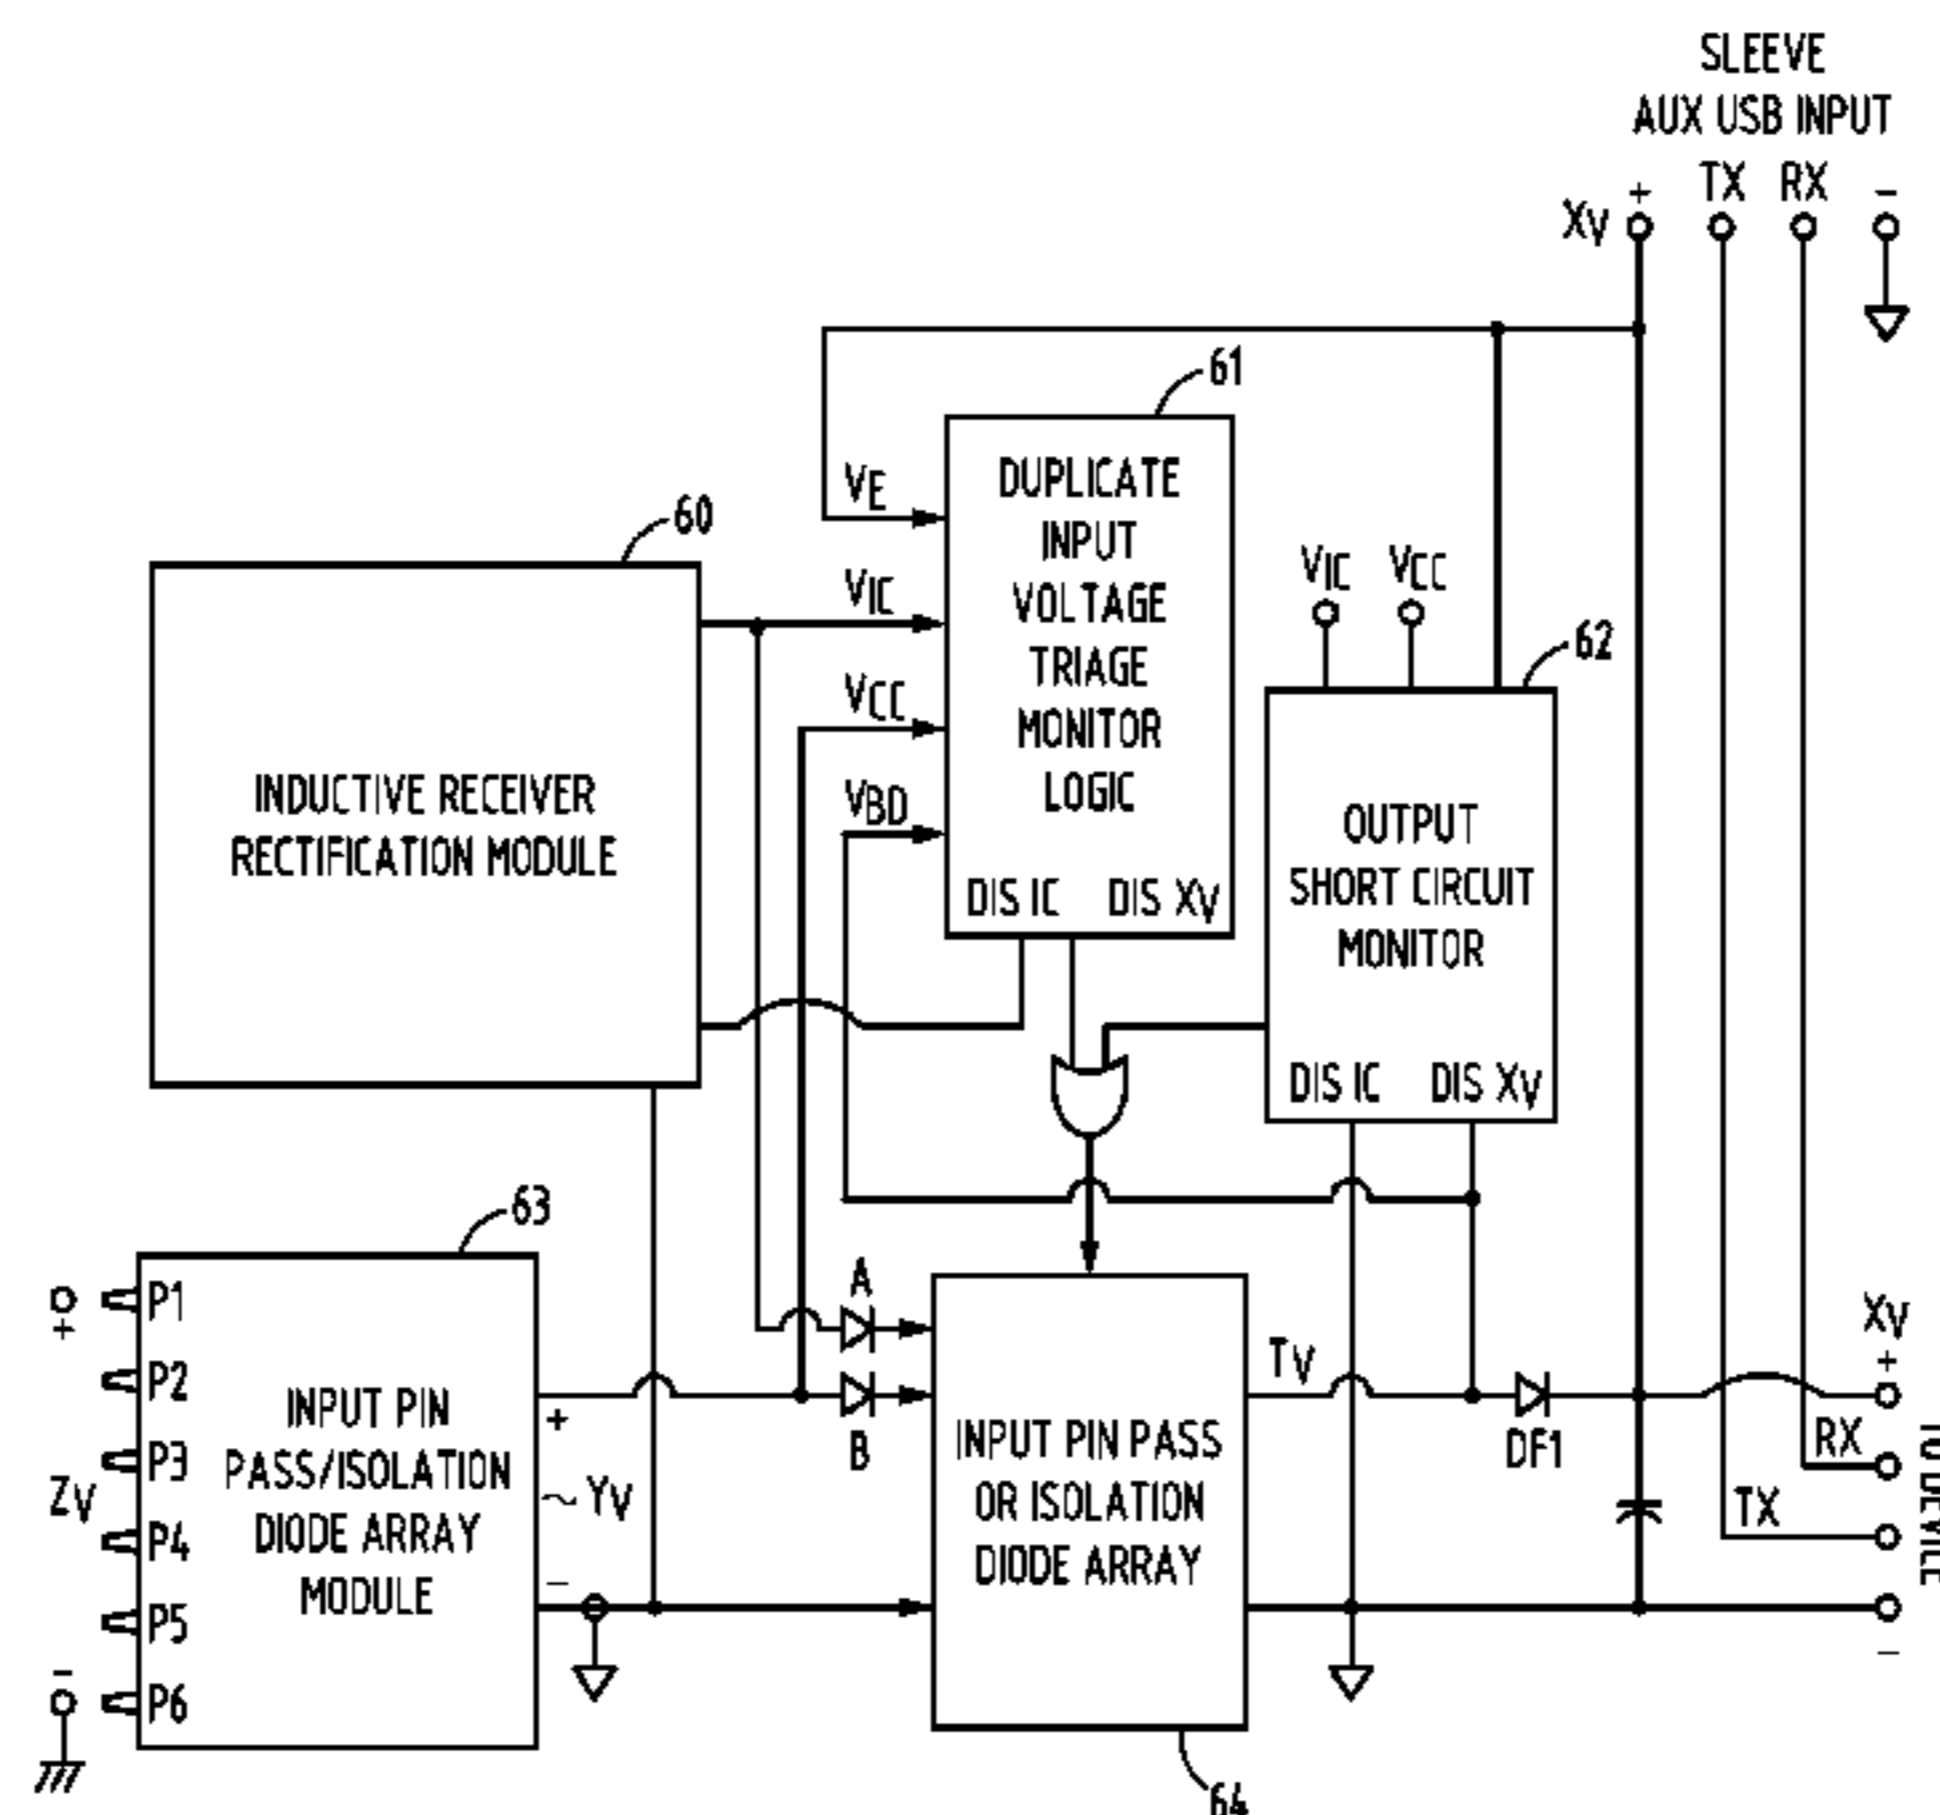 SLEEVE
AUX USB INPUT
XV + TX RX −
61
DUPLICATE
INPUT
VOLTAGE
TRIAGE
MONITOR
LOGIC
VE
VIC
VCC
VBD
DIS IC DIS XV
60
INDUCTIVE RECEIVER
RECTIFICATION MODULE
VIC VCC
62
OUTPUT
SHORT CIRCUIT
MONITOR
DIS IC DIS XV
63
+
P1
P2
P3
P4
P5
P6
−
ZV
INPUT PIN
PASS/ISOLATION
DIODE ARRAY
MODULE
+
~ YV
−
A
B
INPUT PIN PASS
OR ISOLATION
DIODE ARRAY
64
TV
DF1
XV
+
RX
TX
−
TO DEVICE